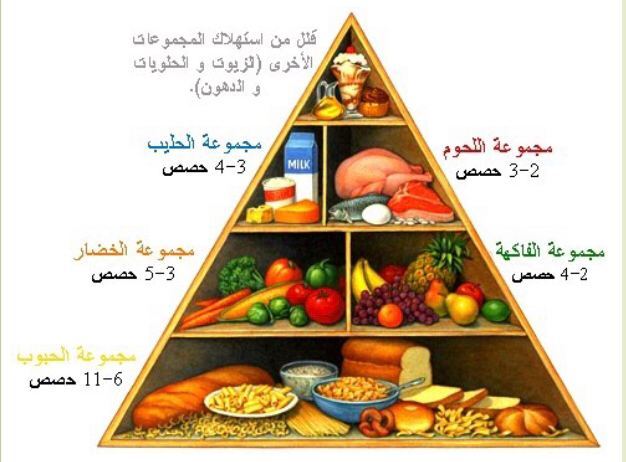 قلل من استهلاك المجموعات
الأخرى (الزيوت و الحلويات
و الدهون).
مجموعة الحليب
3-4 حصص
MILK
مجموعة اللحوم
2-3 حصص
مجموعة الخضار
3-5 حصص
مجموعة الفاكهة
2-4 حصص
مجموعة الحبوب
6-11 حصص